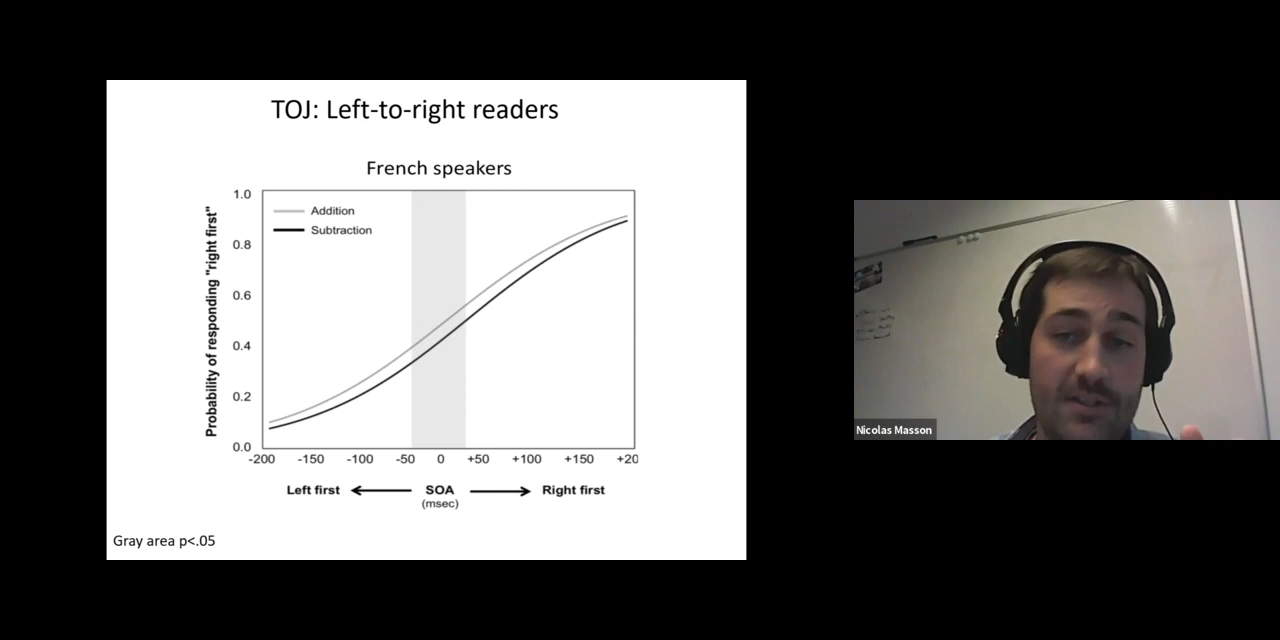 TOJ: Left-to-right readers
French speakers
Probability of responding "right first"
1.0
0.8
0.6
0.4
0.2
0.0
Addition
Subtraction
-200 -150 -100 -50 0 +50 +100 +150 +20
Left first SOA Right first
(msec)
Gray area p<.05
Nicolas Masson